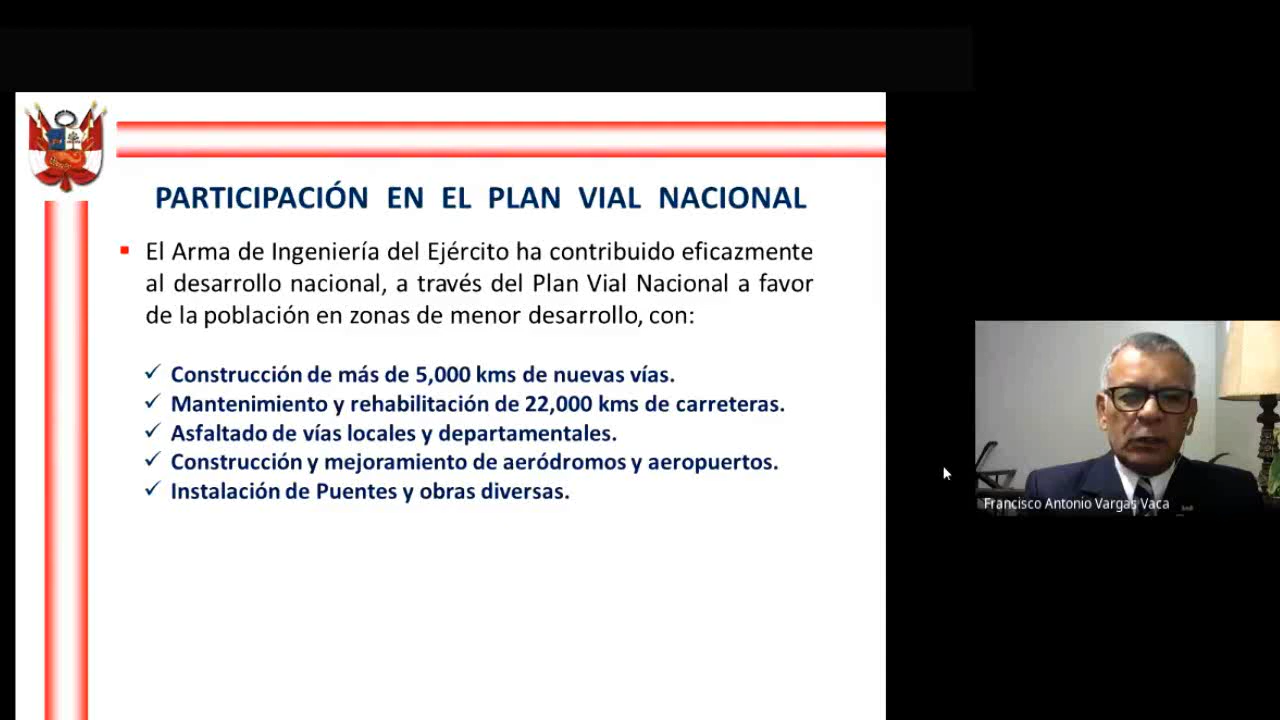 PARTICIPACIÓN EN EL PLAN VIAL NACIONAL
El Arma de Ingeniería del Ejército ha contribuido eficazmente
al desarrollo nacional, a través del Plan Vial Nacional a favor
de la población en zonas de menor desarrollo, con:
Construcción de más de 5,000 kms de nuevas vías.
Mantenimiento y rehabilitación de 22,000 kms de carreteras.
Asfaltado de vías locales y departamentales.
Construcción y mejoramiento de aeródromos y aeropuertos.
Instalación de Puentes y obras diversas.
Francisco Antonio Vargas Vaca